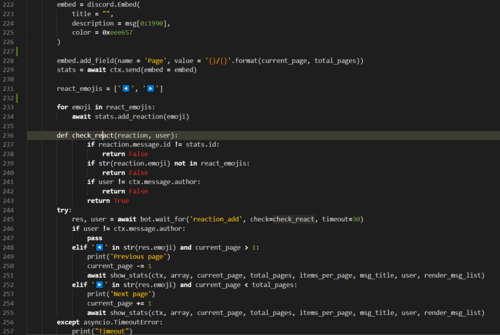 222 embed = discord.Embed(
223 title = "",
224 description = msg[0:1990],
225 color = 0xeee657
226 )
227
228 embed.add_field(name = 'Page', value = '{}/{}'.format(current_page, total_pages))
229 stats = await ctx.send(embed = embed)
230
231 react_emojis = ['◀️', '▶️']
232
233 for emoji in react_emojis:
234 await stats.add_reaction(emoji)
235
236 def check_react(reaction, user):
237 if reaction.message.id != stats.id:
238 return False
239 if str(reaction.emoji) not in react_emojis:
240 return False
241 if user != ctx.message.author:
242 return False
243 return True
244 try:
245 res, user = await bot.wait_for('reaction_add', check=check_react, timeout=30)
246 if user != ctx.message.author:
247 pass
248 elif '◀️' in str(res.emoji) and current_page > 1:
249 print('Previous page')
250 current_page -= 1
251 await show_stats(ctx, array, current_page, total_pages, items_per_page, msg_title, user, render_msg_list)
252 elif '▶️' in str(res.emoji) and current_page < total_pages:
253 print('Next page')
254 current_page += 1
255 await show_stats(ctx, array, current_page, total_pages, items_per_page, msg_title, user, render_msg_list)
256 except asyncio.TimeoutError:
257 print("Timeout")